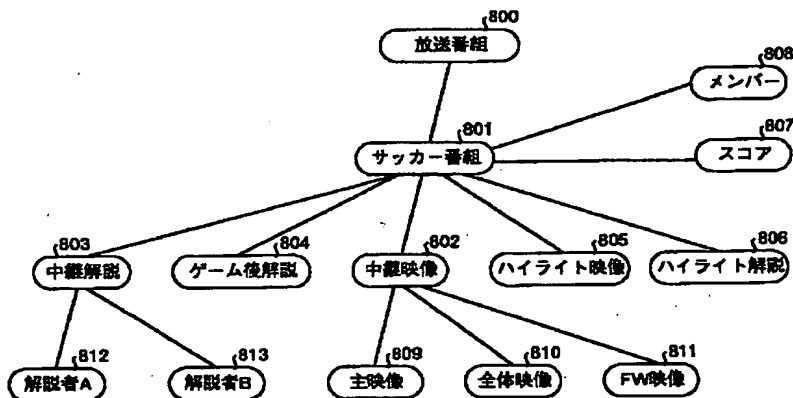 800
放送番組
808
メンバー
801
サッカー番組
807
スコア
803
中継解説
804
ゲーム後解説
802
中継映像
805
ハイライト映像
806
ハイライト解説
812
解説者A
813
解説者B
809
主映像
810
全体映像
811
FW映像